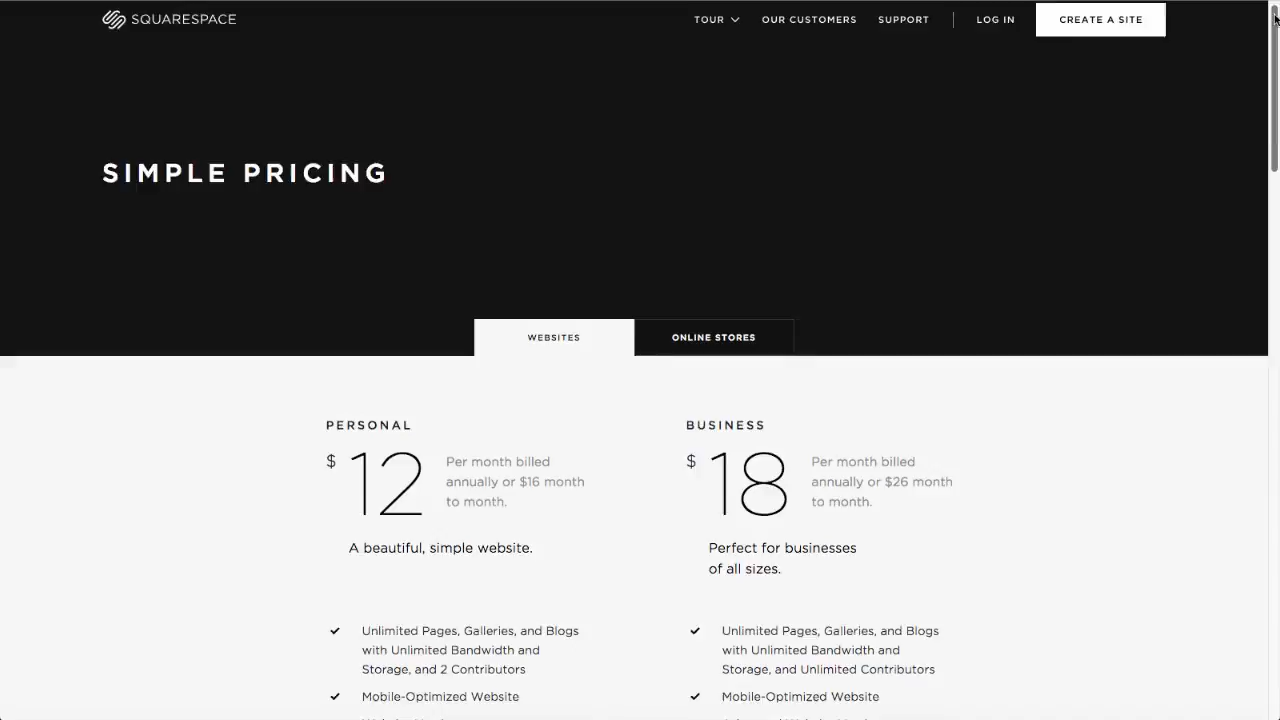 SQUARESPACE
TOUR
OUR CUSTOMERS
SUPPORT
LOG IN
CREATE A SITE
SIMPLE PRICING
WEBSITES
ONLINE STORES
PERSONAL
$ 12
Per month billed
annually or $16 month
to month.
A beautiful, simple website.
Unlimited Pages, Galleries, and Blogs
with Unlimited Bandwidth and
Storage, and 2 Contributors
Mobile-Optimized Website
BUSINESS
$ 18
Per month billed
annually or $26 month
to month.
Perfect for businesses
of all sizes.
Unlimited Pages, Galleries, and Blogs
with Unlimited Bandwidth and
Storage, and Unlimited Contributors
Mobile-Optimized Website